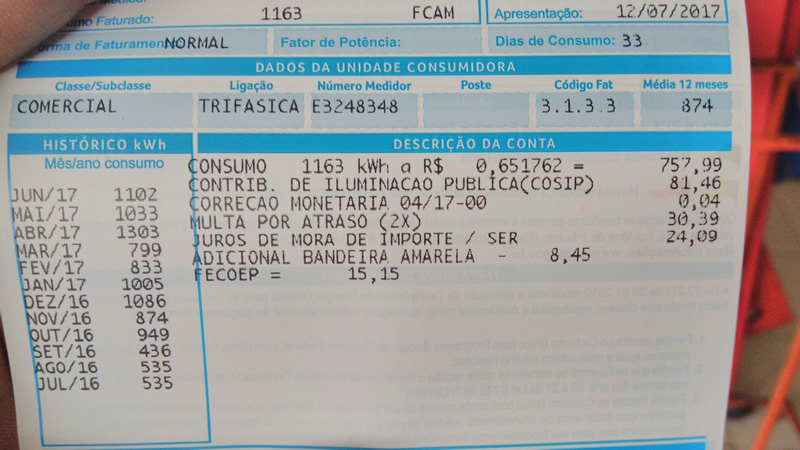 umo Faturado: 1163 FCAM
Apresentação: 12/07/2017
orma de Faturamen NORMAL
Fator de Potência:
Dias de Consumo: 33
DADOS DA UNIDADE CONSUMIDORA
Classe/Subclasse Ligação Número Medidor Poste Código Fat Média 12 meses
COMERCIAL TRIFASICA E3248348 3.1.3.3 874
HISTÓRICO kWh
Mês/ano consumo
JUN/17 1102
MAI/17 1033
ABR/17 1303
MAR/17 799
FEV/17 833
JAN/17 1005
DEZ/16 1086
NOV/16 874
OUT/16 949
SET/16 436
AGO/16 535
JUL/16 535
DESCRIÇÃO DA CONTA
CONSUMO 1163 kWh a R$ 0,651762 = 757,99
CONTRIB. DE ILUMINACAO PUBLICA(COSIP) 81,46
CORRECAO MONETARIA 04/17-00 0,04
MULTA POR ATRASO (2X) 30,39
JUROS DE MORA DE IMPORTE / SER 24,09
ADICIONAL BANDEIRA AMARELA - 8,45
FECOEP = 15,15